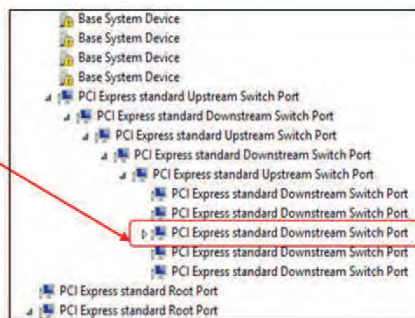 Base System Device
Base System Device
Base System Device
Base System Device
PCI Express standard Upstream Switch Port
PCI Express standard Downstream Switch Port
PCI Express standard Upstream Switch Port
PCI Express standard Downstream Switch Port
PCI Express standard Upstream Switch Port
PCI Express standard Downstream Switch Port
PCI Express standard Downstream Switch Port
PCI Express standard Downstream Switch Port
PCI Express standard Downstream Switch Port
PCI Express standard Downstream Switch Port
PCI Express standard Root Port
PCI Express standard Root Port